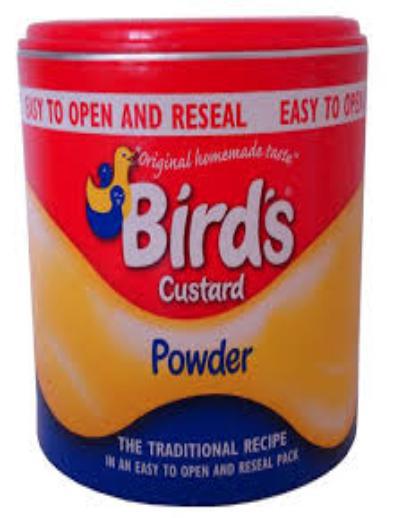 EASY TO OPEN AND RESEAL EASY TO OPEN
"Original homemade taste"
Bird's
Custard
Powder
THE TRADITIONAL RECIPE
IN AN EASY TO OPEN AND RESEAL PACK